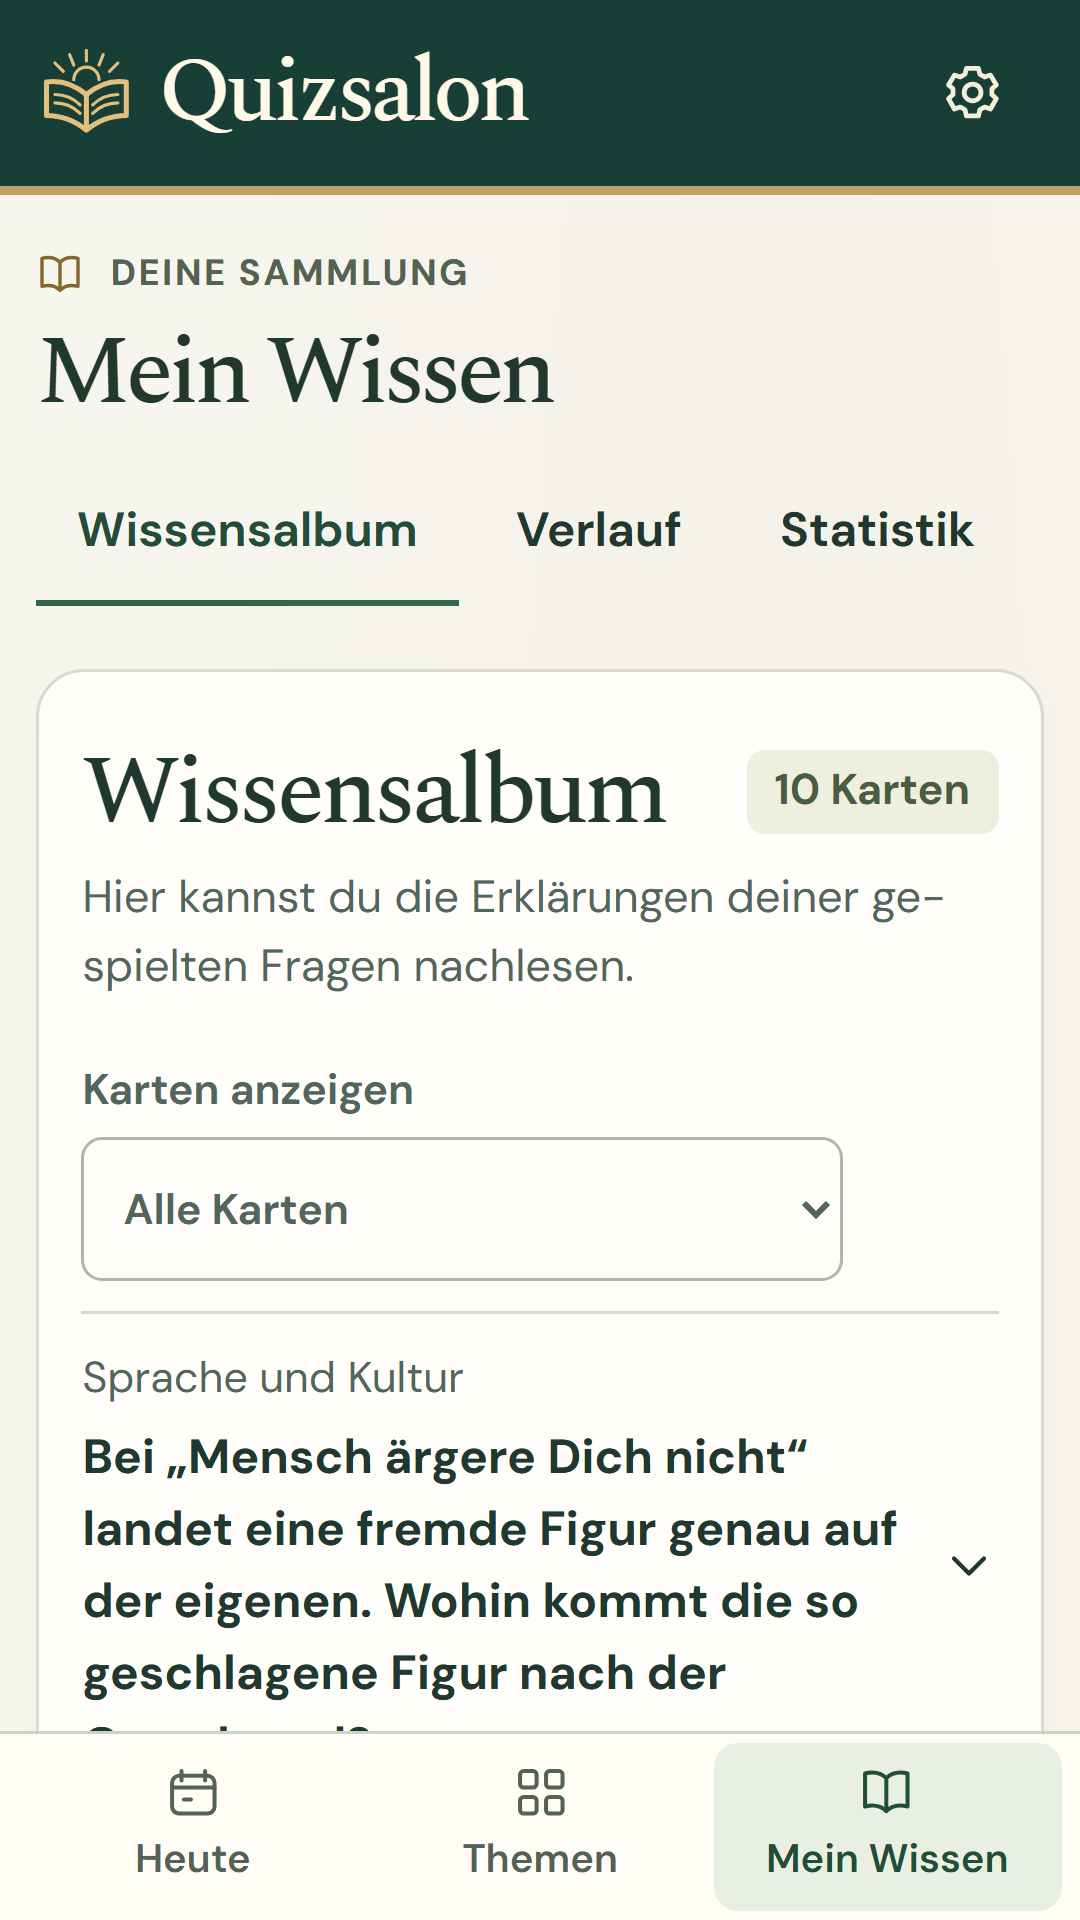 Quizsalon
DEINE SAMMLUNG
Mein Wissen
Wissensalbum
Verlauf
Statistik
Wissensalbum
10 Karten
Hier kannst du die Erklärungen deiner ge-
spielten Fragen nachlesen.
Karten anzeigen
Alle Karten
Sprache und Kultur
Bei „Mensch ärgere Dich nicht“
landet eine fremde Figur genau auf
der eigenen. Wohin kommt die so
geschlagene Figur nach der
Heute
Themen
Mein Wissen